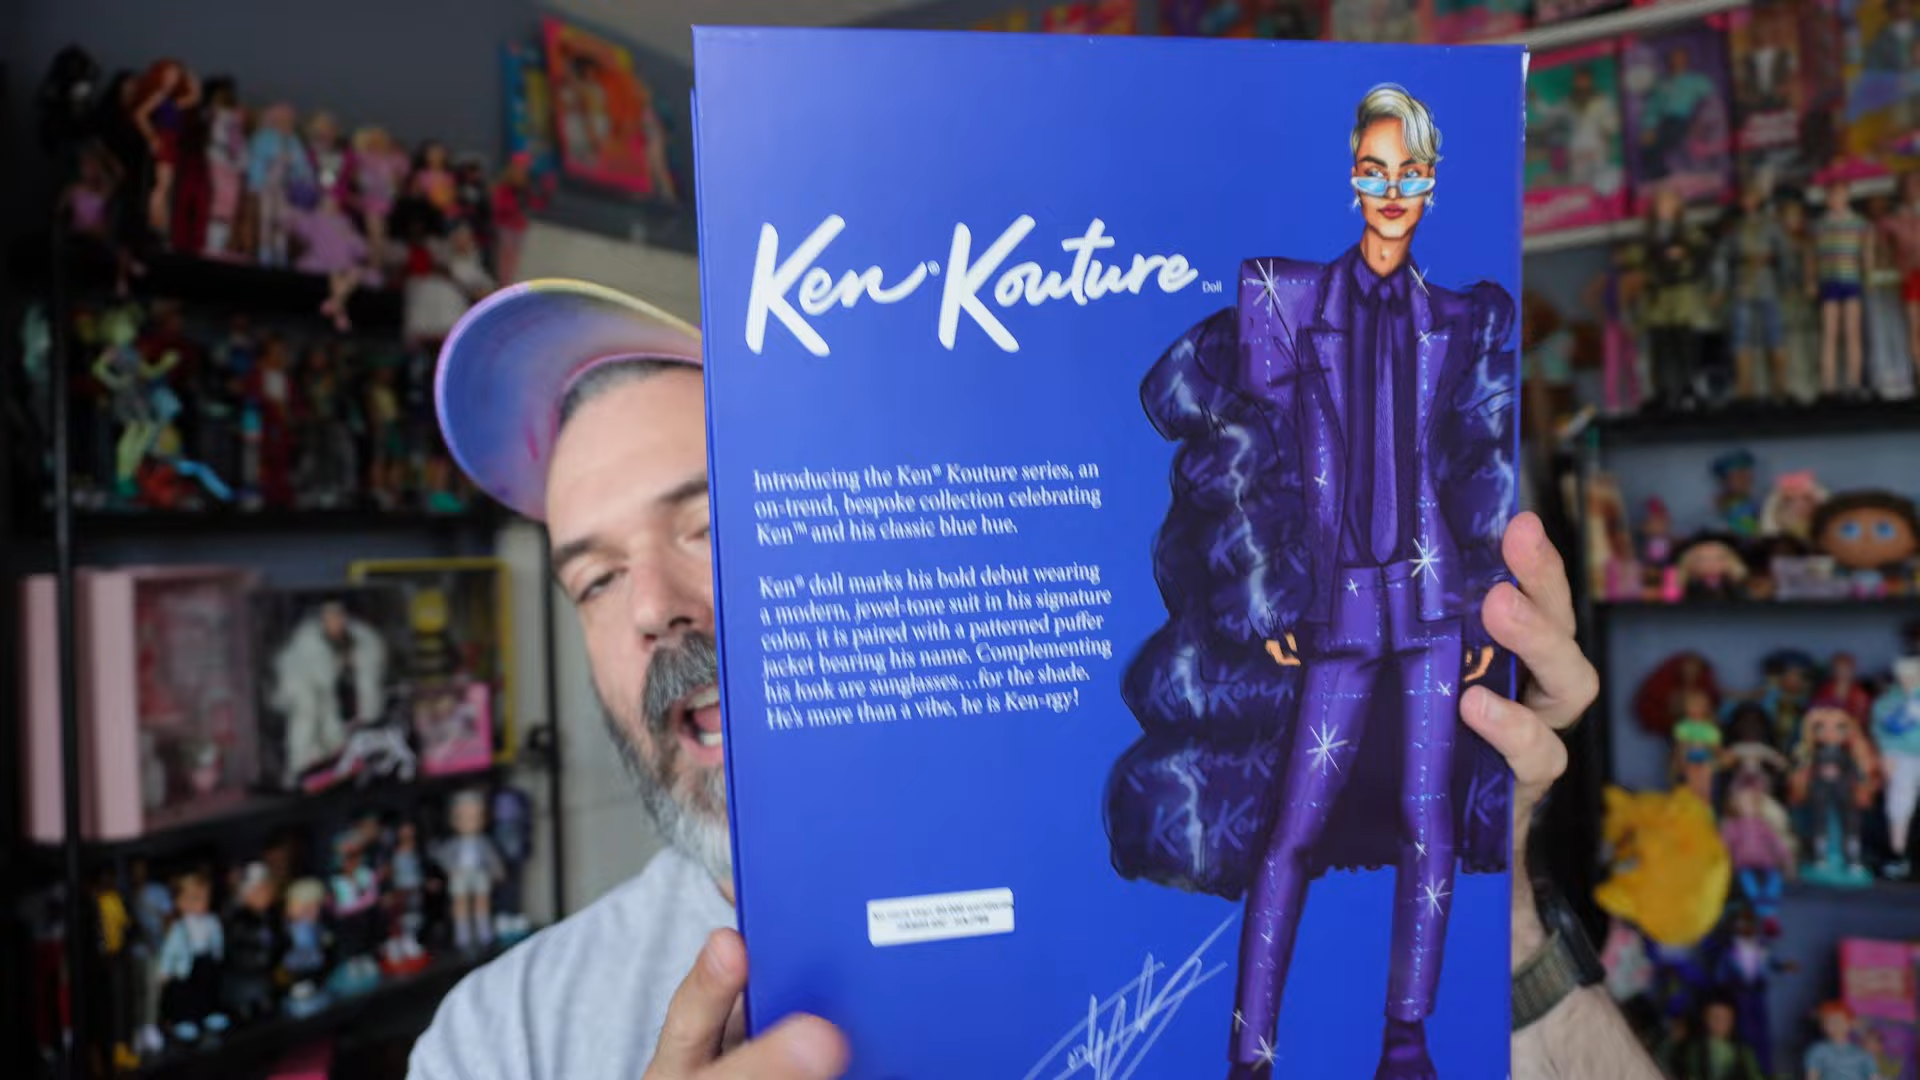 Ken® Kouture Doll
Introducing the Ken® Kouture series, an
on-trend, bespoke collection celebrating
Ken™ and his classic blue hue.
Ken® doll marks his bold debut wearing
a modern, jewel-tone suit in his signature
color, it is paired with a patterned puffer
jacket bearing his name. Complementing
his look are sunglasses...for the shade.
He's more than a vibe, he is Ken-rgy!